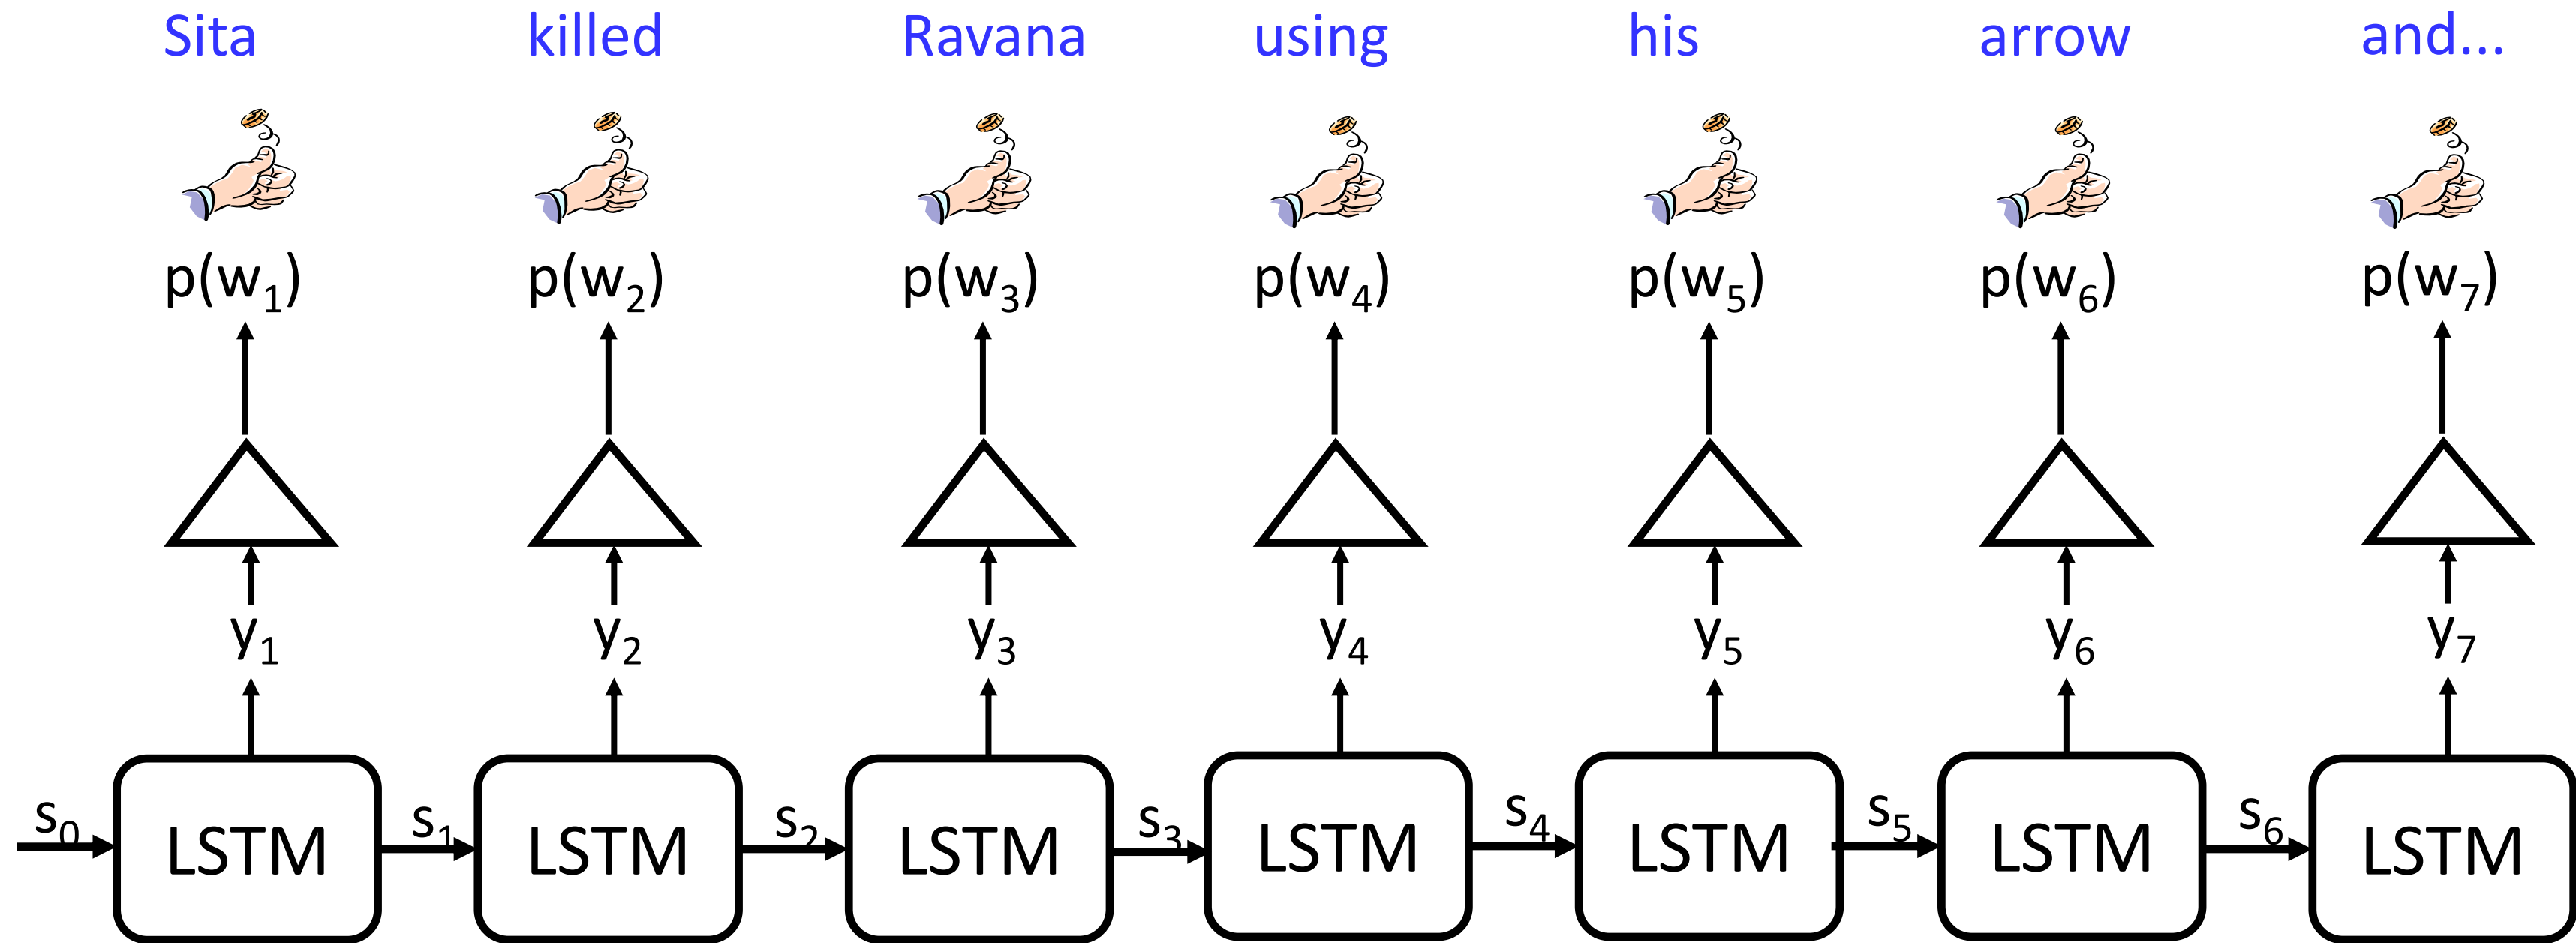 Sita killed Ravana using his arrow and...
p(w₁) p(w₂) p(w₃) p(w₄) p(w₅) p(w₆) p(w₇)
y₁ y₂ y₃ y₄ y₅ y₆ y₇
s₀ LSTM s₁ LSTM s₂ LSTM s₃ LSTM s₄ LSTM s₅ LSTM s₆ LSTM